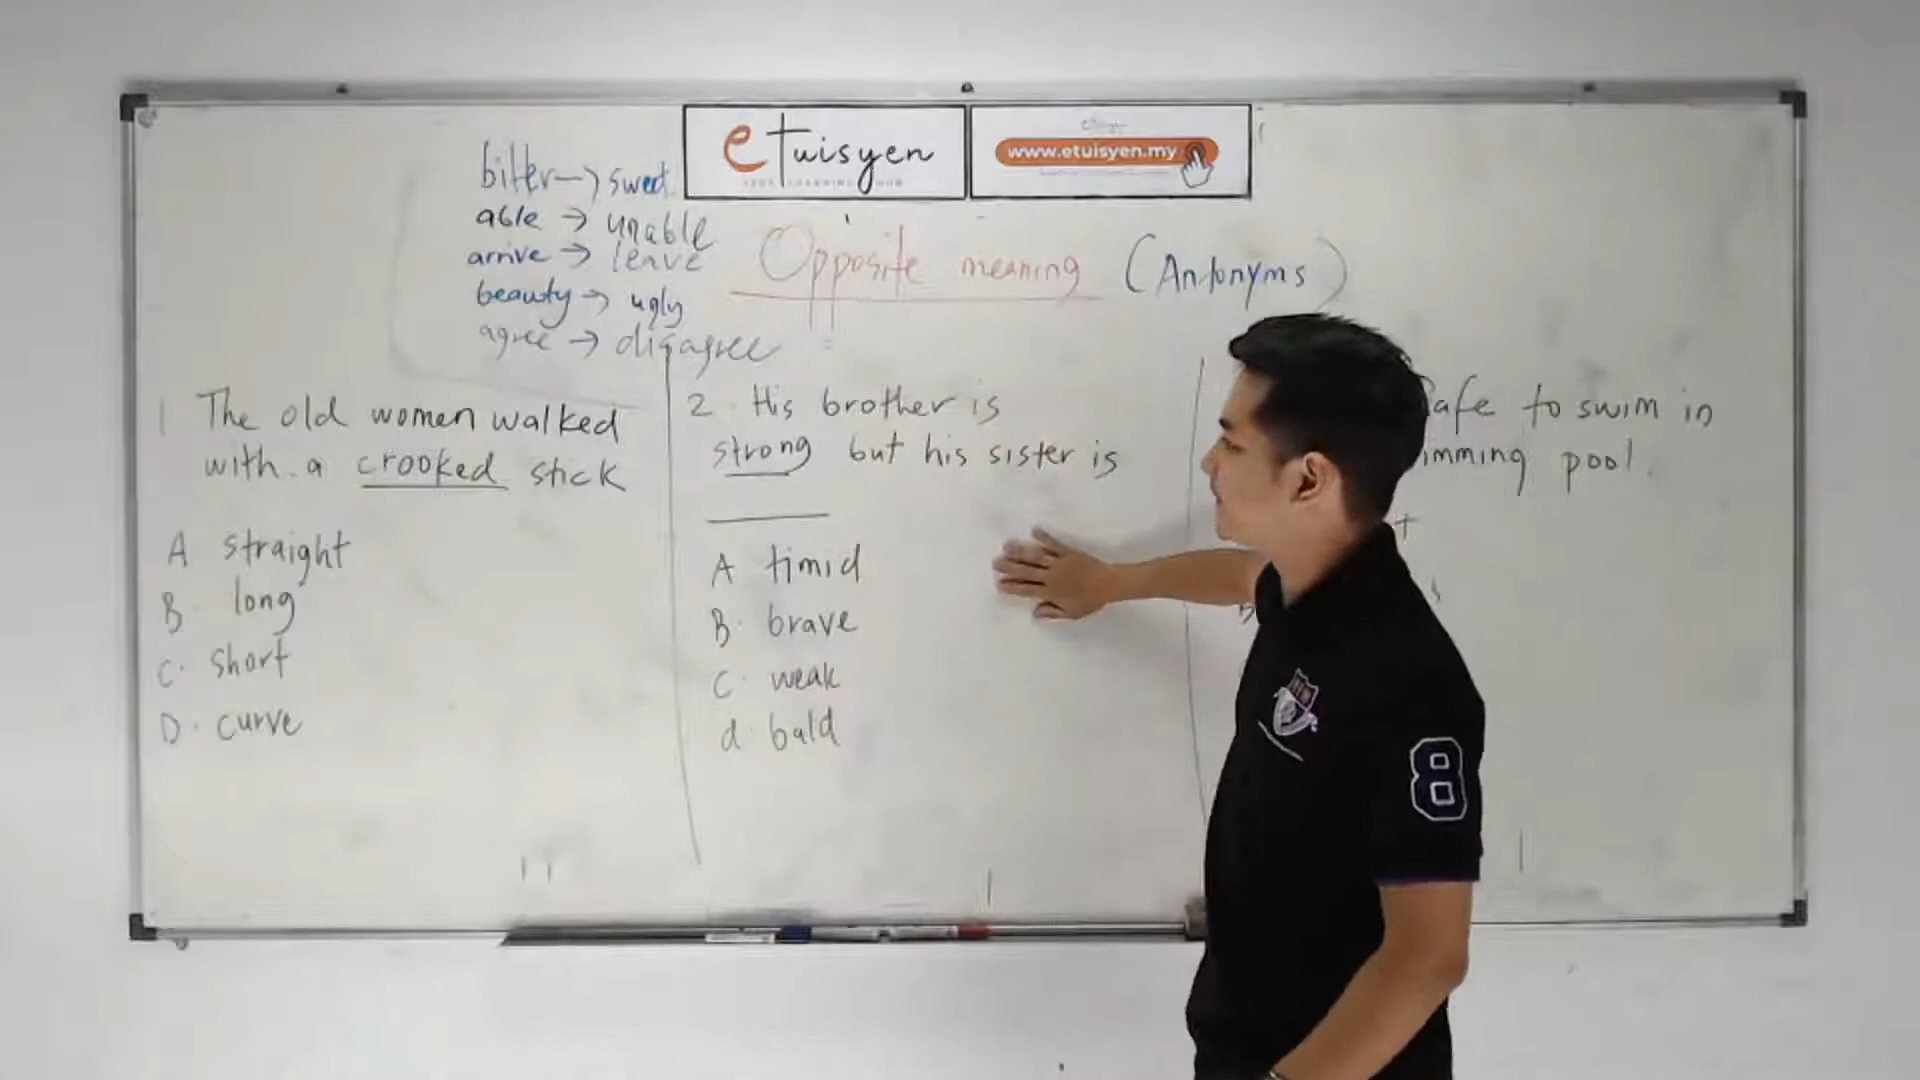 eTuisyen
www.etuisyen.my
bitter → sweet
able → unable
arrive → leave
beauty → ugly
agree → disagree
Opposite meaning (Antonyms)
1 The old women walked
with a crooked stick
A straight
B. long
C. short
D. curve
2. His brother is
strong but his sister is
A timid
B. brave
C. weak
d. bald
safe to swim in
imming pool.
B
8